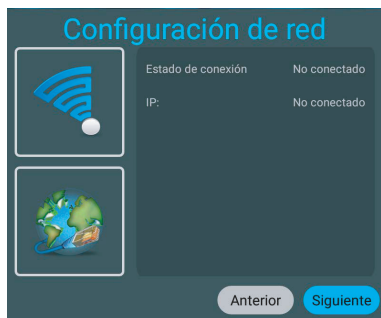 Configuración de red
Estado de conexión No conectado
IP: No conectado
Anterior Siguiente